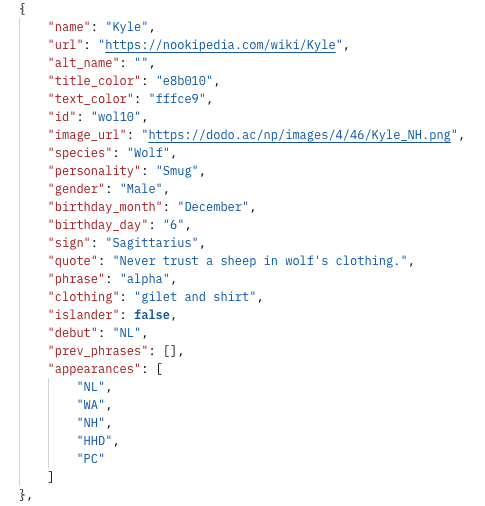 {
"name": "Kyle",
"url": "https://nookipedia.com/wiki/Kyle",
"alt_name": "",
"title_color": "e8b010",
"text_color": "fffce9",
"id": "wol10",
"image_url": "https://dodo.ac/np/images/4/46/Kyle_NH.png",
"species": "Wolf",
"personality": "Smug",
"gender": "Male",
"birthday_month": "December",
"birthday_day": "6",
"sign": "Sagittarius",
"quote": "Never trust a sheep in wolf's clothing.",
"phrase": "alpha",
"clothing": "gilet and shirt",
"islander": false,
"debut": "NL",
"prev_phrases": [],
"appearances": [
"NL",
"WA",
"NH",
"HHD",
"PC"
]
},